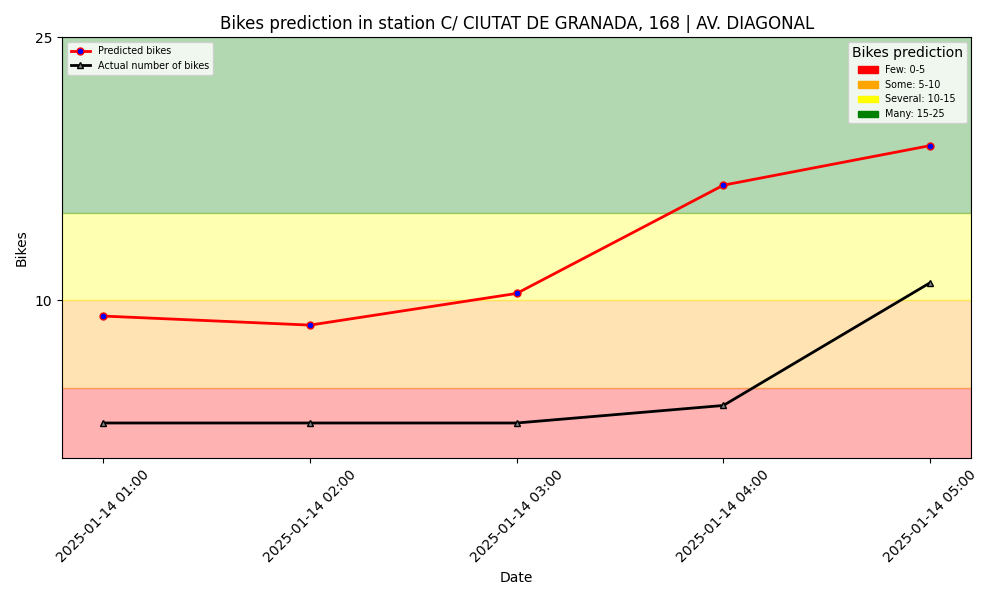 Bikes prediction in station C/ CIUTAT DE GRANADA, 168 | AV. DIAGONAL
25
10
Bikes
Predicted bikes
Actual number of bikes
Bikes prediction
Few: 0-5
Some: 5-10
Several: 10-15
Many: 15-25
2025-01-14 01:00
2025-01-14 02:00
2025-01-14 03:00
2025-01-14 04:00
2025-01-14 05:00
Date